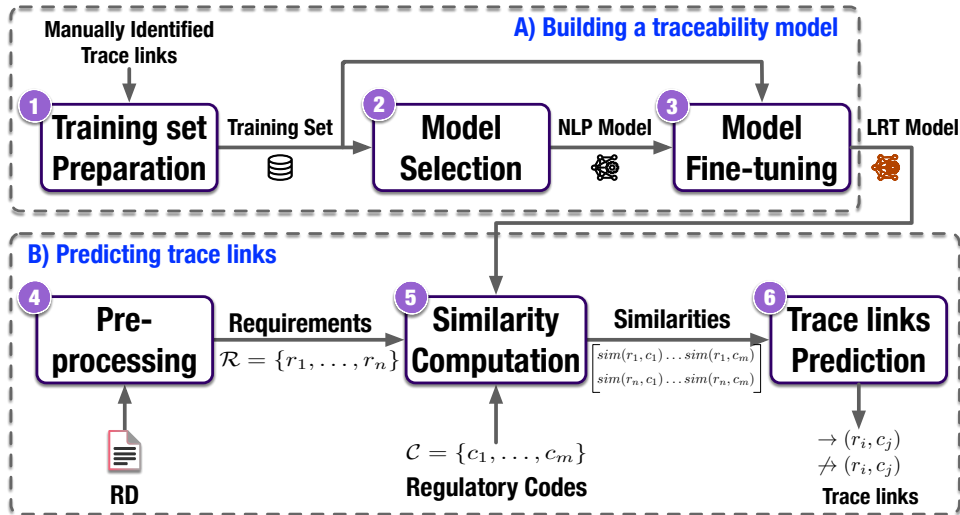 A) Building a traceability model
Manually Identified
Trace links
1
Training set
Preparation
Training Set
2
Model
Selection
NLP Model
3
Model
Fine-tuning
LRT Model
B) Predicting trace links
4
Pre-
processing
RD
Requirements
ℛ = {r₁, . . . , rₙ}
5
Similarity
Computation
𝒞 = {c₁, . . . , cₘ}
Regulatory Codes
Similarities
[sim(r₁, c₁) . . . sim(r₁, cₘ)
sim(rₙ, c₁) . . . sim(rₙ, cₘ)]
6
Trace links
Prediction
→ (rᵢ, cⱼ)
↛ (rᵢ, cⱼ)
Trace links